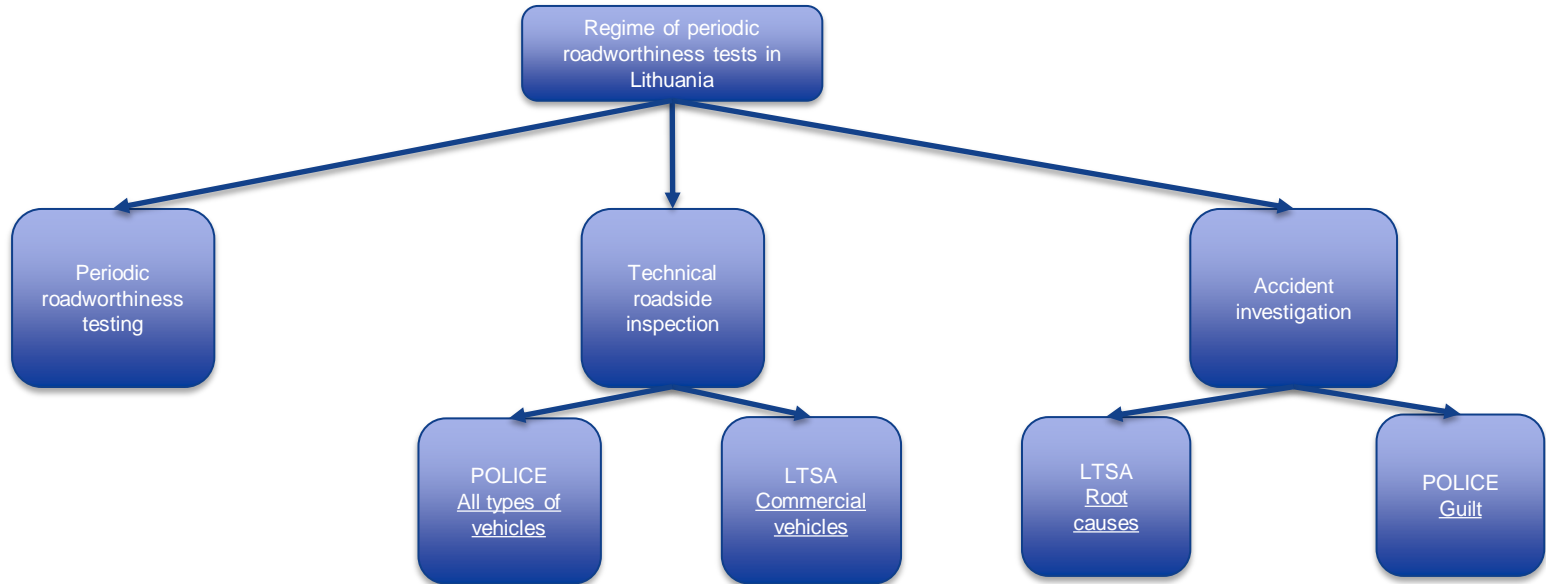 Regime of periodic
roadworthiness tests in
Lithuania
Periodic
roadworthiness
testing
Technical
roadside
inspection
Accident
investigation
POLICE
All types of
vehicles
LTSA
Commercial
vehicles
LTSA
Root
causes
POLICE
Guilt